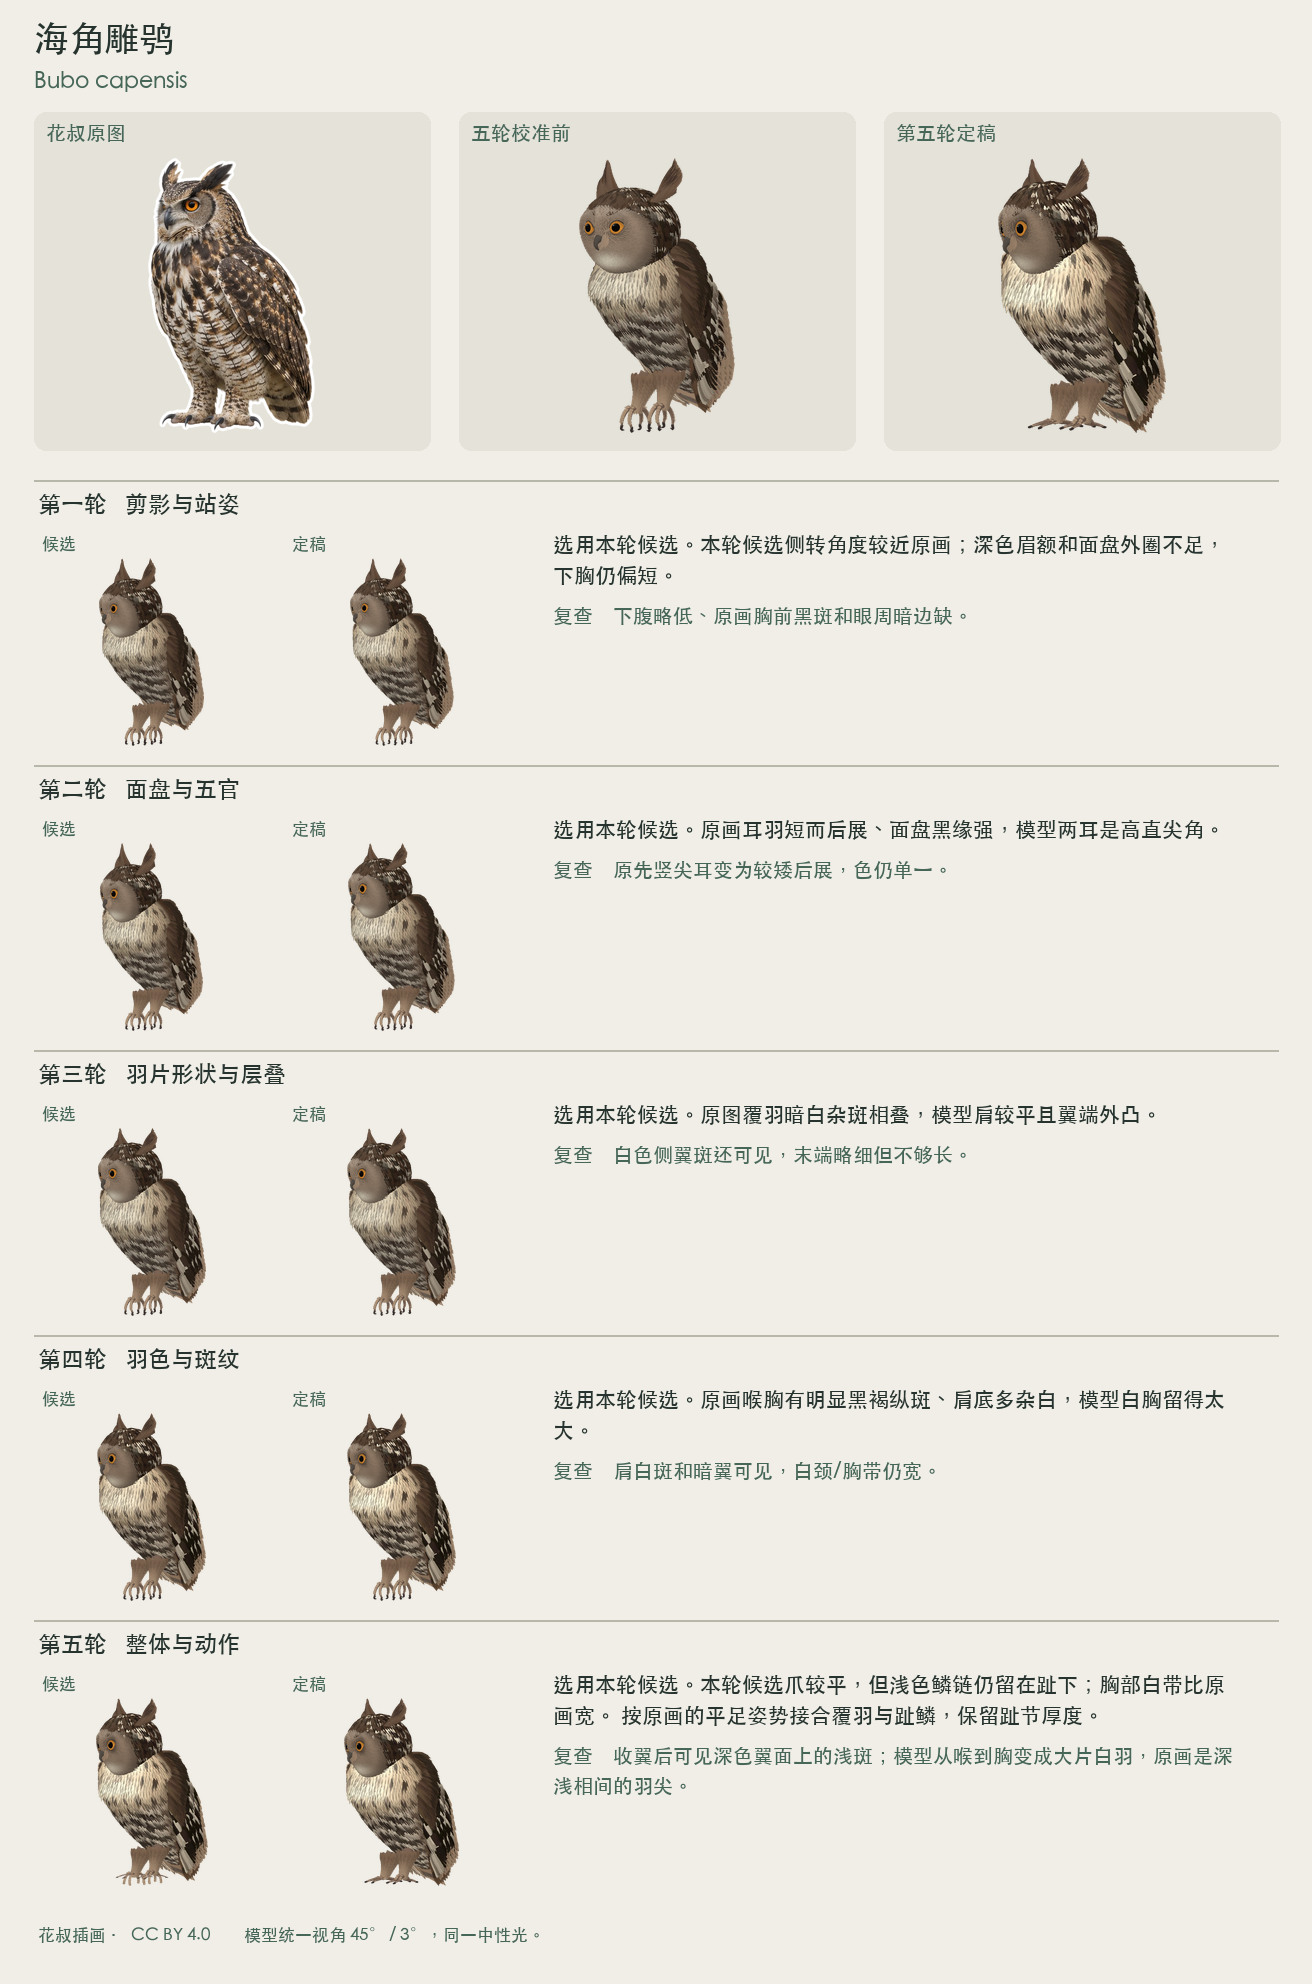 海角雕鸮
Bubo capensis
花叔原图
五轮校准前
第五轮定稿
第一轮 剪影与站姿
候选
定稿
选用本轮候选。本轮候选侧转角度较近原画；深色眉额和面盘外圈不足，
下胸仍偏短。
复查 下腹略低、原画胸前黑斑和眼周暗边缺。
第二轮 面盘与五官
候选
定稿
选用本轮候选。原画耳羽短而后展、面盘黑缘强，模型两耳是高直尖角。
复查 原先竖尖耳变为较矮后展，色仍单一。
第三轮 羽片形状与层叠
候选
定稿
选用本轮候选。原图覆羽暗白杂斑相叠，模型肩较平且翼端外凸。
复查 白色侧翼斑还可见，末端略细但不够长。
第四轮 羽色与斑纹
候选
定稿
选用本轮候选。原画喉胸有明显黑褐纵斑、肩底多杂白，模型白胸留得太
大。
复查 肩白斑和暗翼可见，白颈/胸带仍宽。
第五轮 整体与动作
候选
定稿
选用本轮候选。本轮候选爪较平，但浅色鳞链仍留在趾下；胸部白带比原
画宽。 按原画的平足姿势接合覆羽与趾鳞，保留趾节厚度。
复查 收翼后可见深色翼面上的浅斑；模型从喉到胸变成大片白羽，原画是深
浅相间的羽尖。
花叔插画 · CC BY 4.0 模型统一视角 45° / 3°，同一中性光。